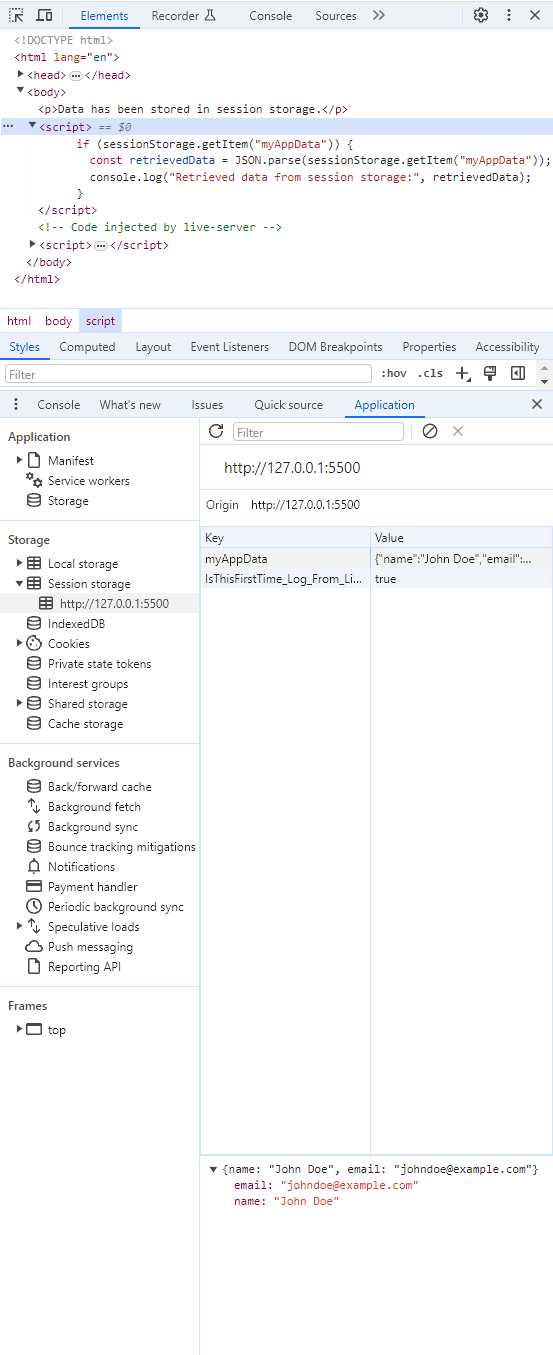 Elements Recorder Console Sources
<!DOCTYPE html>
<html lang="en">
<head> … </head>
<body>
<p>Data has been stored in session storage.</p>
<script> == $0
if (sessionStorage.getItem("myAppData")) {
const retrievedData = JSON.parse(sessionStorage.getItem("myAppData"));
console.log("Retrieved data from session storage:", retrievedData);
}
</script>
<!-- Code injected by live-server -->
<script> … </script>
</body>
</html>
html body script
Styles Computed Layout Event Listeners DOM Breakpoints Properties Accessibility
Filter :hov .cls
Console What's new Issues Quick source Application
Application
Manifest
Service workers
Storage
Storage
Local storage
Session storage
http://127.0.0.1:5500
IndexedDB
Cookies
Private state tokens
Interest groups
Shared storage
Cache storage
Background services
Back/forward cache
Background fetch
Background sync
Bounce tracking mitigations
Notifications
Payment handler
Periodic background sync
Speculative loads
Push messaging
Reporting API
Frames
top
Filter
http://127.0.0.1:5500
Origin http://127.0.0.1:5500
Key Value
myAppData {"name":"John Doe","email":...
IsThisFirstTime_Log_From_Li... true
{name: "John Doe", email: "johndoe@example.com"}
email: "johndoe@example.com"
name: "John Doe"